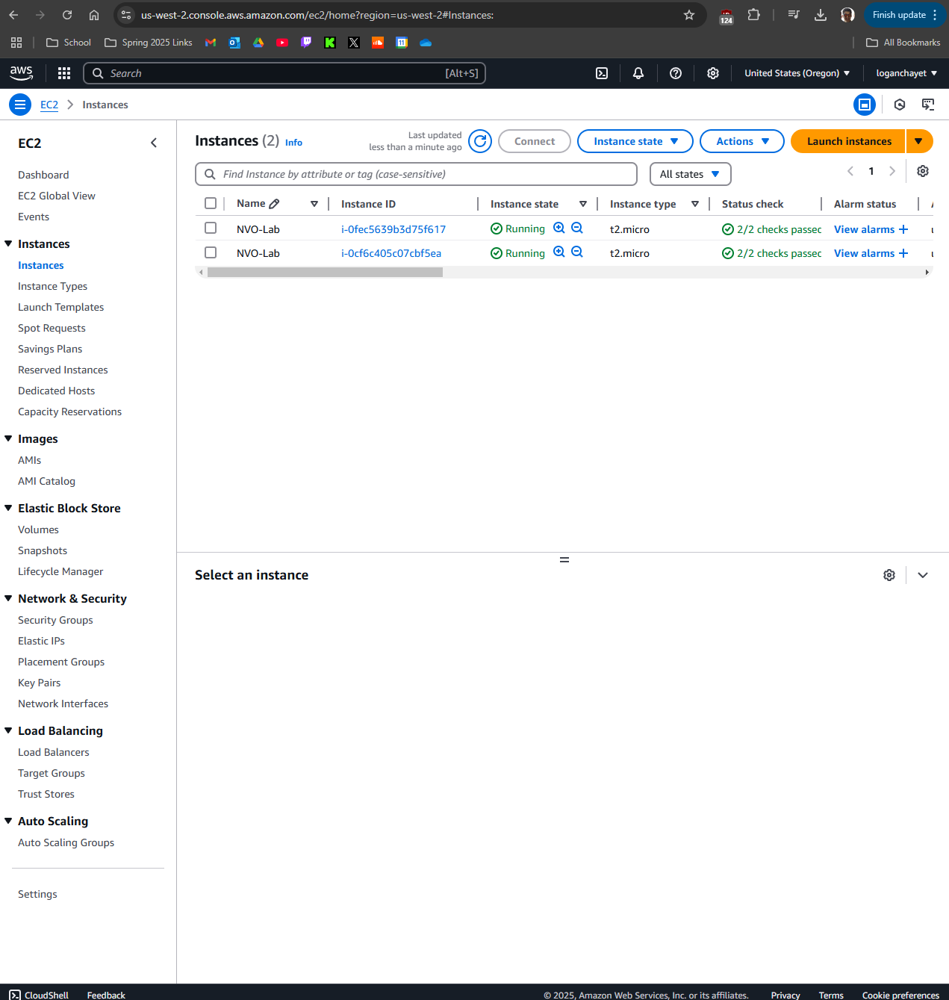 us-west-2.console.aws.amazon.com/ec2/home?region=us-west-2#Instances:
124
Finish update
School
Spring 2025 Links
All Bookmarks
aws
Search
[Alt+S]
United States (Oregon)
loganchayet
EC2
Instances
EC2
Dashboard
EC2 Global View
Events
Instances
Instances
Instance Types
Launch Templates
Spot Requests
Savings Plans
Reserved Instances
Dedicated Hosts
Capacity Reservations
Images
AMIs
AMI Catalog
Elastic Block Store
Volumes
Snapshots
Lifecycle Manager
Network & Security
Security Groups
Elastic IPs
Placement Groups
Key Pairs
Network Interfaces
Load Balancing
Load Balancers
Target Groups
Trust Stores
Auto Scaling
Auto Scaling Groups
Settings
Instances (2) Info
Last updated
less than a minute ago
Connect
Instance state
Actions
Launch instances
Find Instance by attribute or tag (case-sensitive)
All states
1
Name Instance ID Instance state Instance type Status check Alarm status
NVO-Lab i-0fec5639b3d75f617 Running t2.micro 2/2 checks passed View alarms +
NVO-Lab i-0cf6c405c07cbf5ea Running t2.micro 2/2 checks passed View alarms +
Select an instance
CloudShell Feedback
© 2025, Amazon Web Services, Inc. or its affiliates. Privacy Terms Cookie preferences